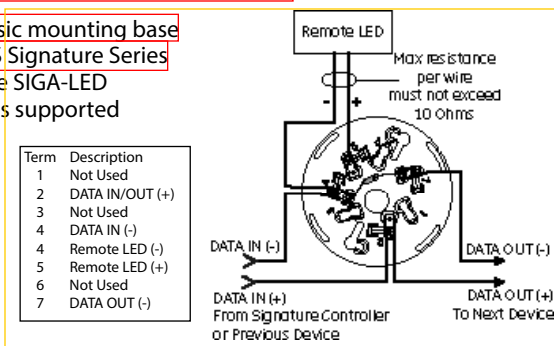 sic mounting base
Signature Series
e SIGA-LED
s supported
Term Description
1 Not Used
2 DATA IN/OUT (+)
3 Not Used
4 DATA IN (-)
4 Remote LED (-)
5 Remote LED (+)
6 Not Used
7 DATA OUT (-)
Remote LED
Max resistance
per wire
must not exceed
10 Ohms
- +
DATA IN (-)
DATA IN (+)
From Signature Controller
or Previous Device
DATA OUT (-)
DATA OUT (+)
To Next Device